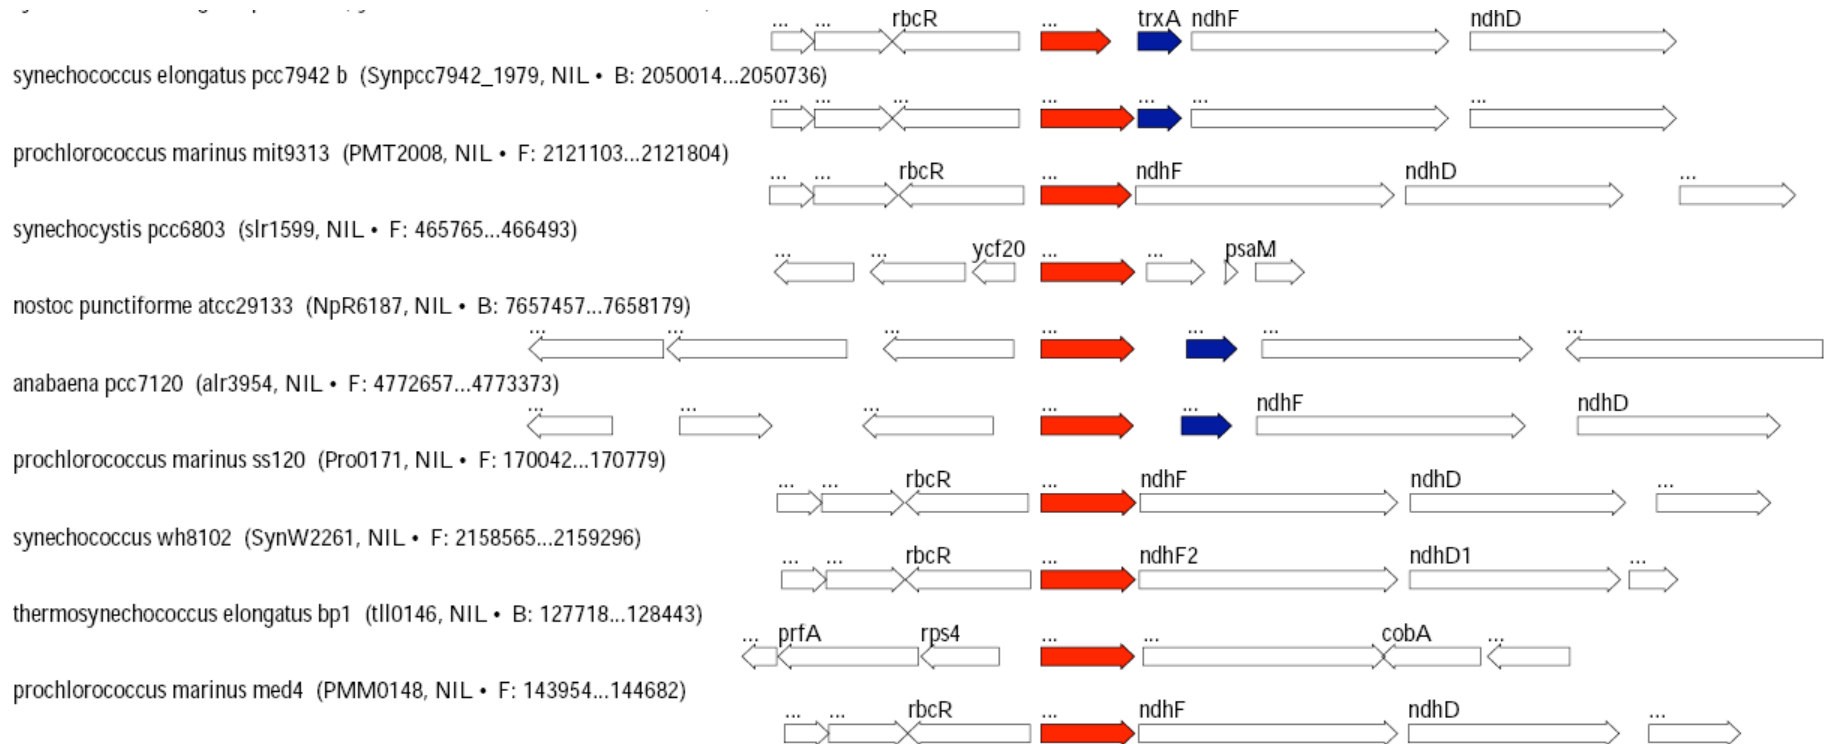 ... ... rbcR ... trxA ndhF ndhD
synechococcus elongatus pcc7942 b (Synpcc7942_1979, NIL • B: 2050014...2050736)
... ... ... ... ... ... ...
prochlorococcus marinus mit9313 (PMT2008, NIL • F: 2121103...2121804)
... ... rbcR ... ndhF ndhD ...
synechocystis pcc6803 (slr1599, NIL • F: 465765...466493)
... ... ycf20 ... ... psaM ...
nostoc punctiforme atcc29133 (NpR6187, NIL • B: 7657457...7658179)
... ... ... ... ... ... ...
anabaena pcc7120 (alr3954, NIL • F: 4772657...4773373)
... ... ... ... ... ndhF ndhD
prochlorococcus marinus ss120 (Pro0171, NIL • F: 170042...170779)
... ... rbcR ... ndhF ndhD ...
synechococcus wh8102 (SynW2261, NIL • F: 2158565...2159296)
... ... rbcR ... ndhF2 ndhD1 ...
thermosynechococcus elongatus bp1 (tll0146, NIL • B: 127718...128443)
... prfA rps4 ... ... cobA ...
prochlorococcus marinus med4 (PMM0148, NIL • F: 143954...144682)
... ... rbcR ... ndhF ndhD ...